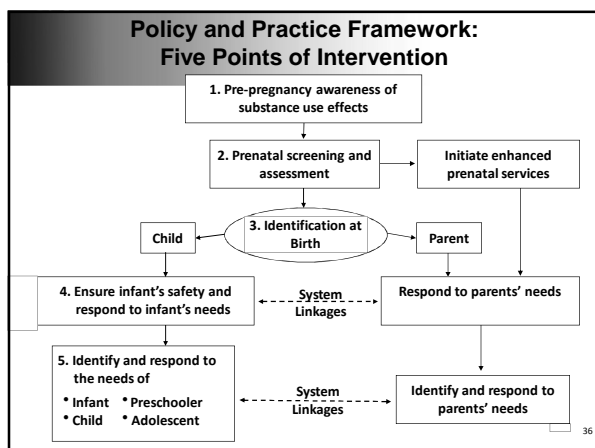 Policy and Practice Framework:
Five Points of Intervention
1. Pre-pregnancy awareness of
substance use effects
2. Prenatal screening and
assessment
Initiate enhanced
prenatal services
3. Identification at
Birth
Child
Parent
4. Ensure infant's safety and
respond to infant's needs
System
Linkages
Respond to parents' needs
5. Identify and respond to
the needs of
• Infant • Preschooler
• Child • Adolescent
System
Linkages
Identify and respond to
parents' needs
36